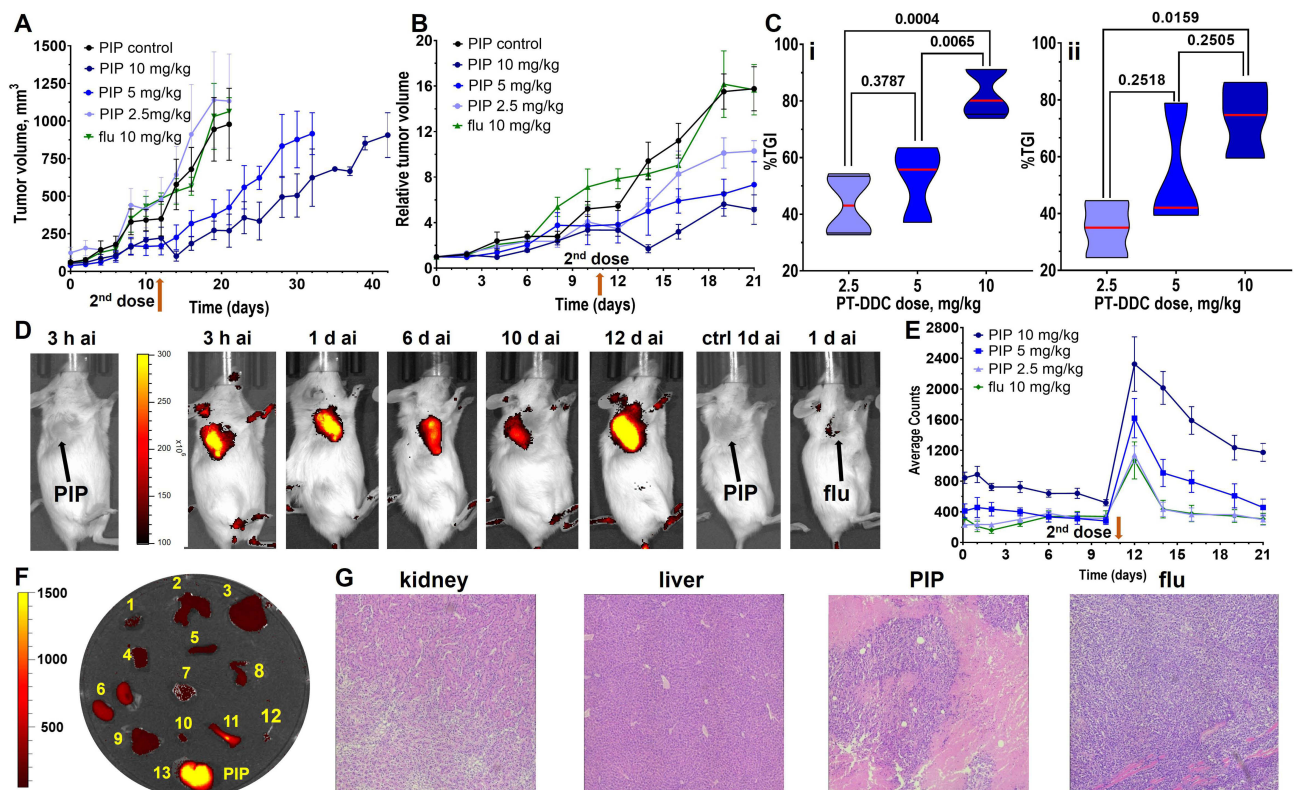 A
Tumor volume, mm³
1500
1250
1000
750
500
250
0
PIP control
PIP 10 mg/kg
PIP 5 mg/kg
PIP 2.5mg/kg
flu 10 mg/kg
0 10 20 30 40
2nd dose
Time (days)
B
Relative tumor volume
20
16
12
8
4
0
PIP control
PIP 10 mg/kg
PIP 5 mg/kg
PIP 2.5 mg/kg
flu 10 mg/kg
2nd dose
0 3 6 9 12 15 18 21
Time (days)
C
i
0.0004
0.0065
0.3787
%TGI
100
80
60
40
20
2.5 5 10
PT-DDC dose, mg/kg
ii
0.0159
0.2505
0.2518
%TGI
100
80
60
40
20
2.5 5 10
PT-DDC dose, mg/kg
D
3 h ai
PIP
300
250
200
150
100
x10⁻⁶
3 h ai
1 d ai
6 d ai
10 d ai
12 d ai
ctrl 1d ai
PIP
1 d ai
flu
E
Average Counts
2800
2400
2000
1600
1200
800
400
0
PIP 10 mg/kg
PIP 5 mg/kg
PIP 2.5 mg/kg
flu 10 mg/kg
2nd dose
0 3 6 9 12 15 18 21
Time (days)
F
1500
1000
500
1
2
3
4
5
6
7
8
9
10
11
12
13
PIP
G
kidney
liver
PIP
flu